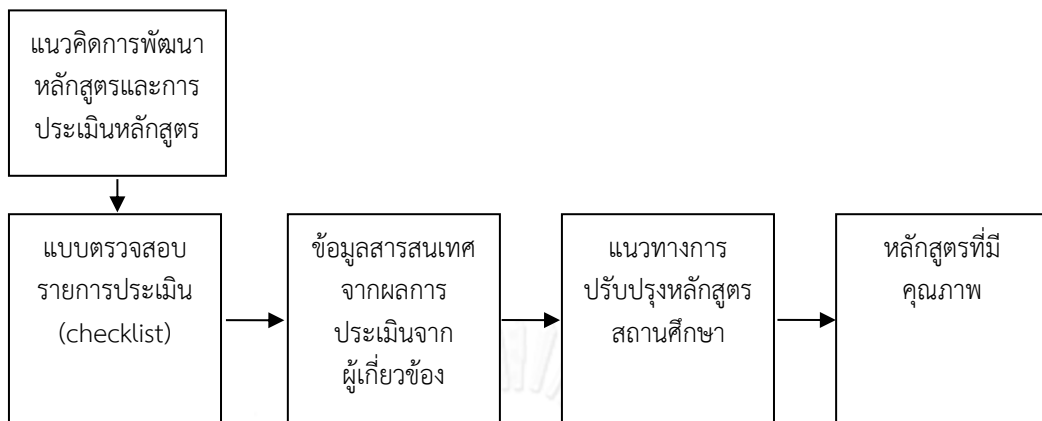 แนวคิดการพัฒนา
หลักสูตรและการ
ประเมินหลักสูตร
แบบตรวจสอบ
รายการประเมิน
(checklist)
ข้อมูลสารสนเทศ
จากผลการ
ประเมินจาก
ผู้เกี่ยวข้อง
แนวทางการ
ปรับปรุงหลักสูตร
สถานศึกษา
หลักสูตรที่มี
คุณภาพ